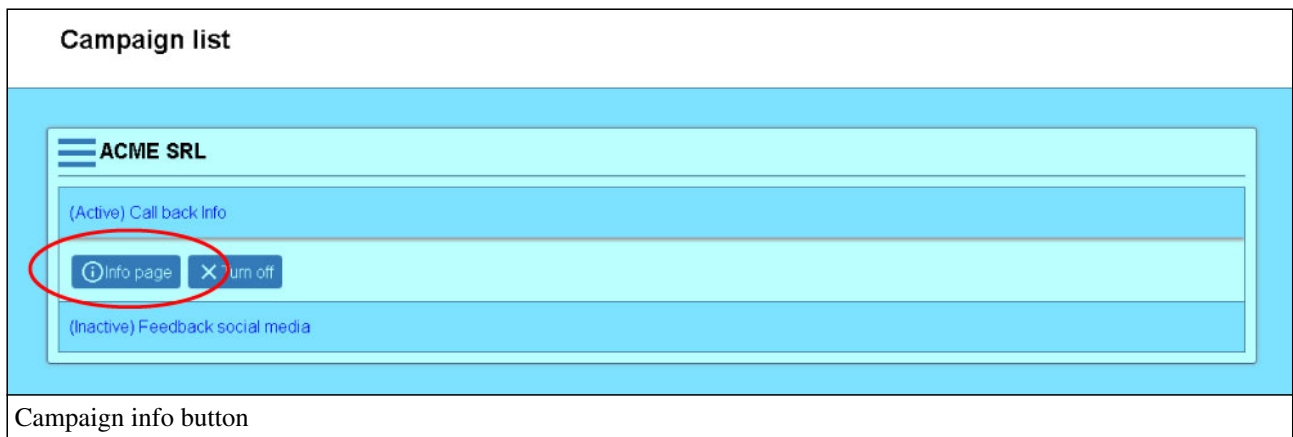 Campaign list
ACME SRL
(Active) Call back Info
Info page Turn off
(Inactive) Feedback social media
Campaign info button